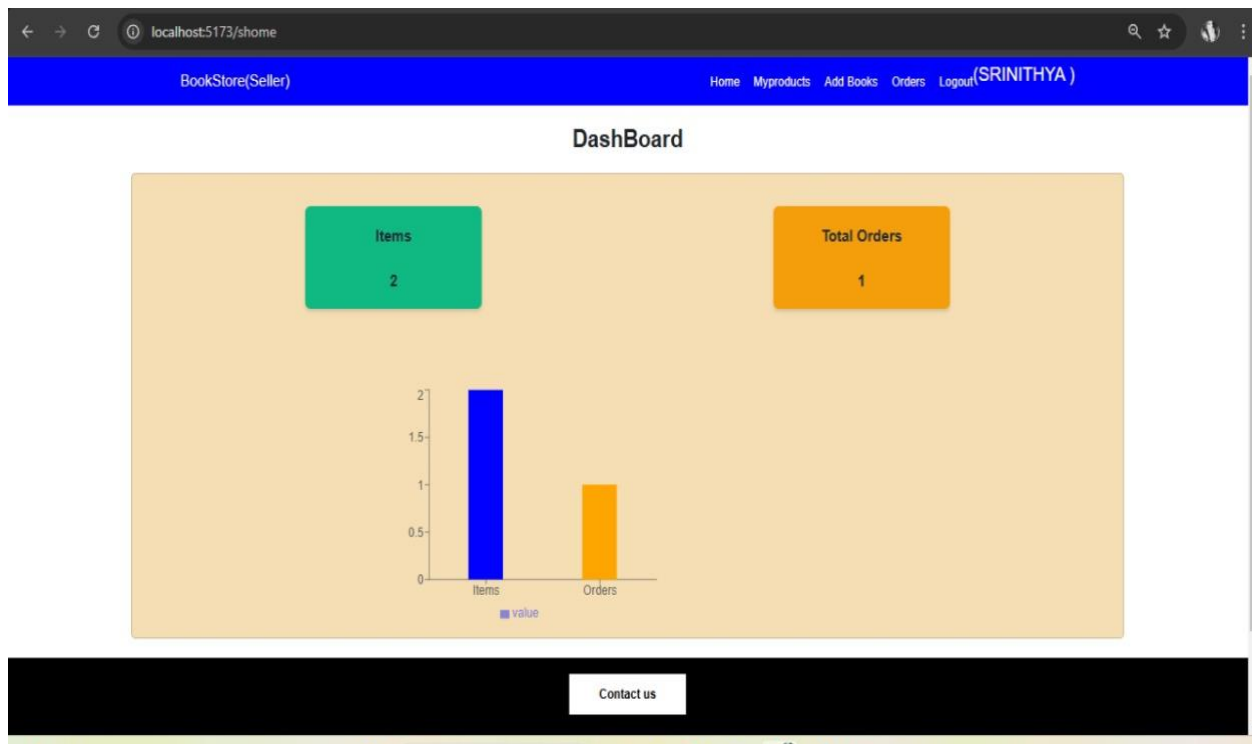 localhost:5173/shome
BookStore(Seller)
Home Myproducts Add Books Orders Logout(SRINITHYA )
DashBoard
Items
2
Total Orders
1
2
1.5
1
0.5
0
Items Orders
value
Contact us